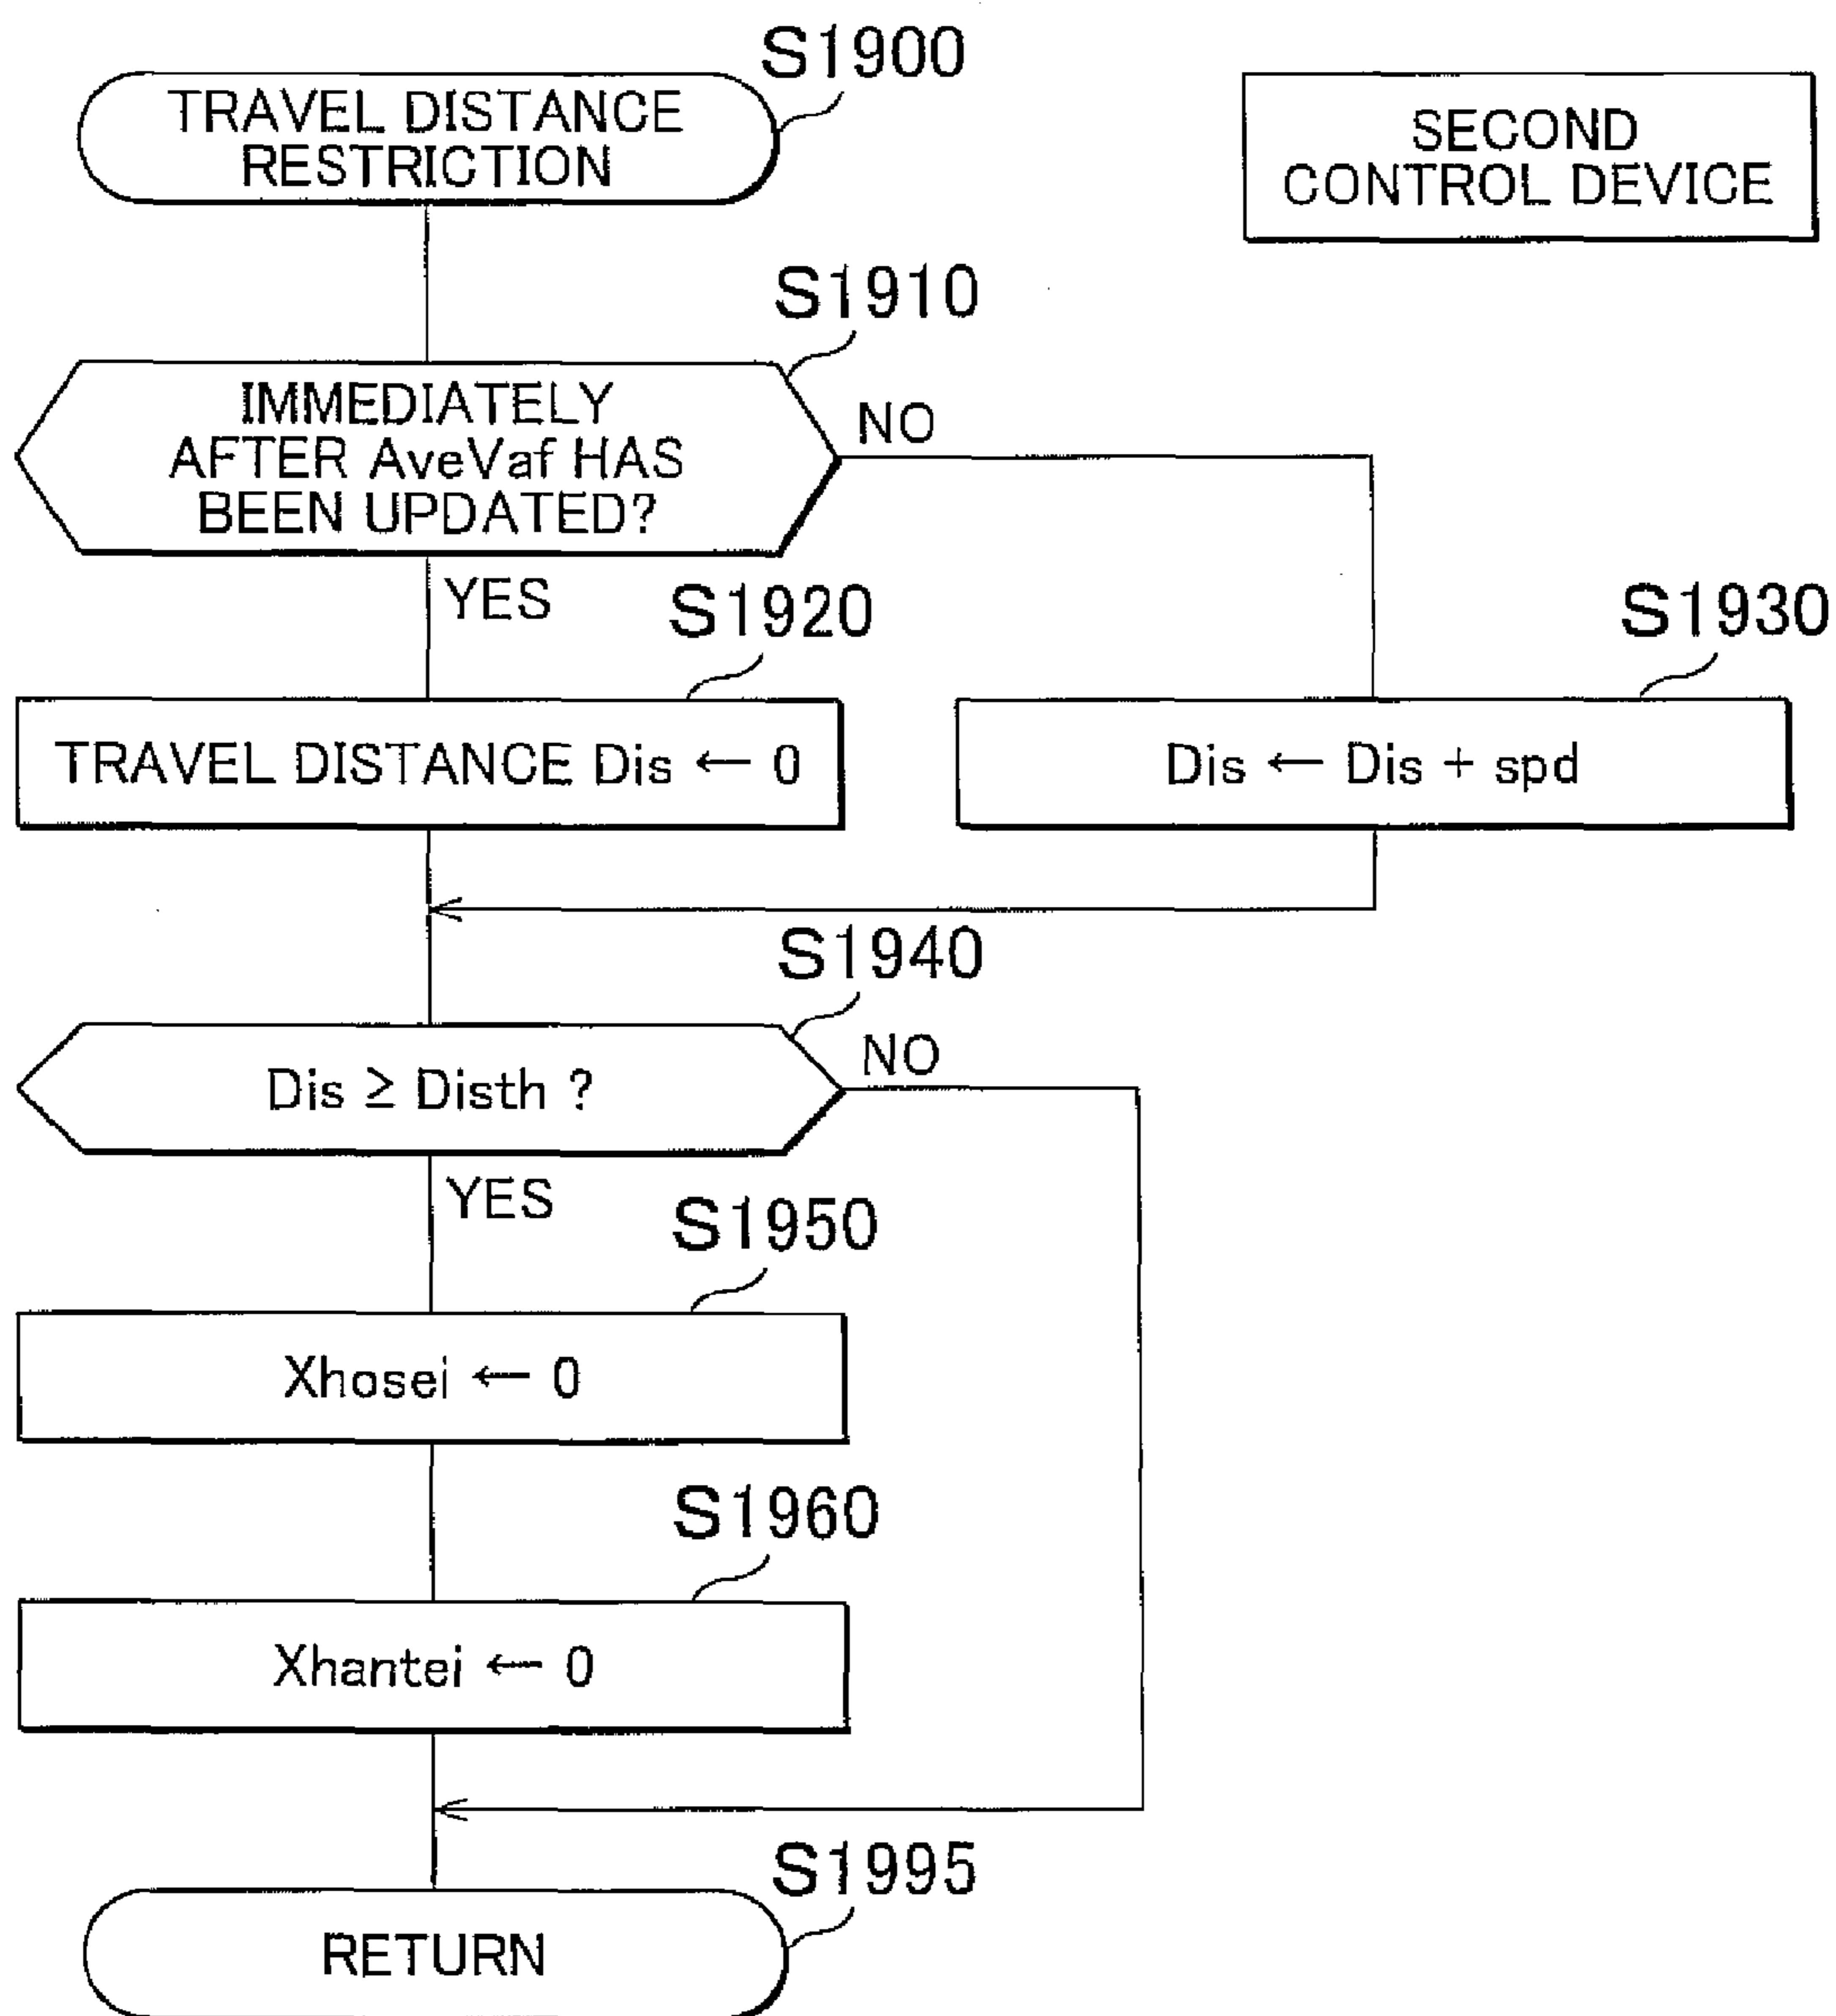 S1900
TRAVEL DISTANCE
RESTRICTION
SECOND
CONTROL DEVICE
S1910
IMMEDIATELY
AFTER AveVaf HAS
BEEN UPDATED?
NO
YES
S1920
TRAVEL DISTANCE Dis ← 0
S1930
Dis ← Dis + spd
S1940
Dis ≥ Disth ?
NO
YES
S1950
Xhosei ← 0
S1960
Xhantei ← 0
S1995
RETURN